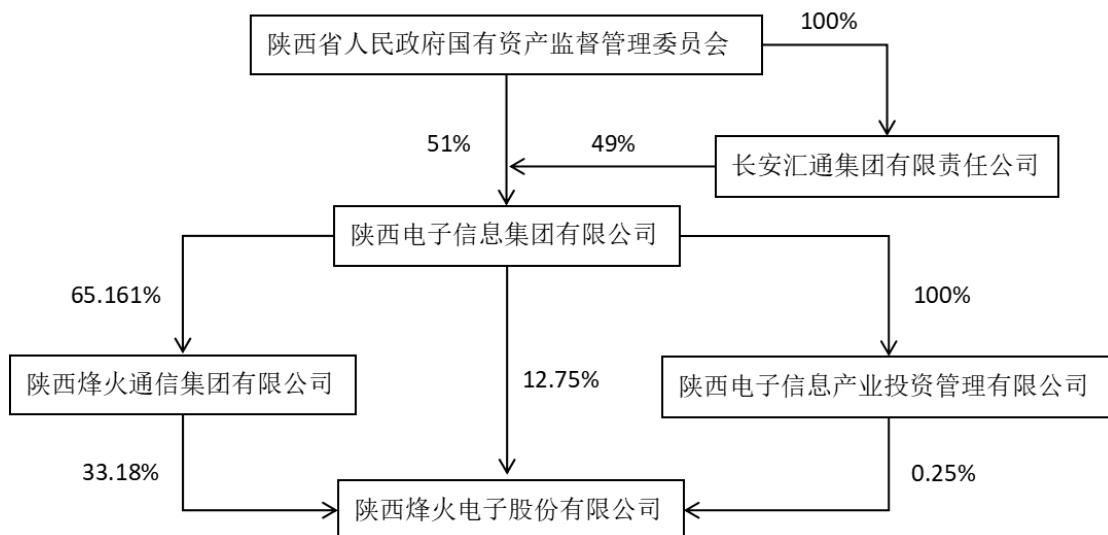 100%
陕西省人民政府国有资产监督管理委员会
51%
49%
长安汇通集团有限责任公司
陕西电子信息集团有限公司
65.161%
100%
陕西烽火通信集团有限公司
12.75%
陕西电子信息产业投资管理有限公司
33.18%
0.25%
陕西烽火电子股份有限公司